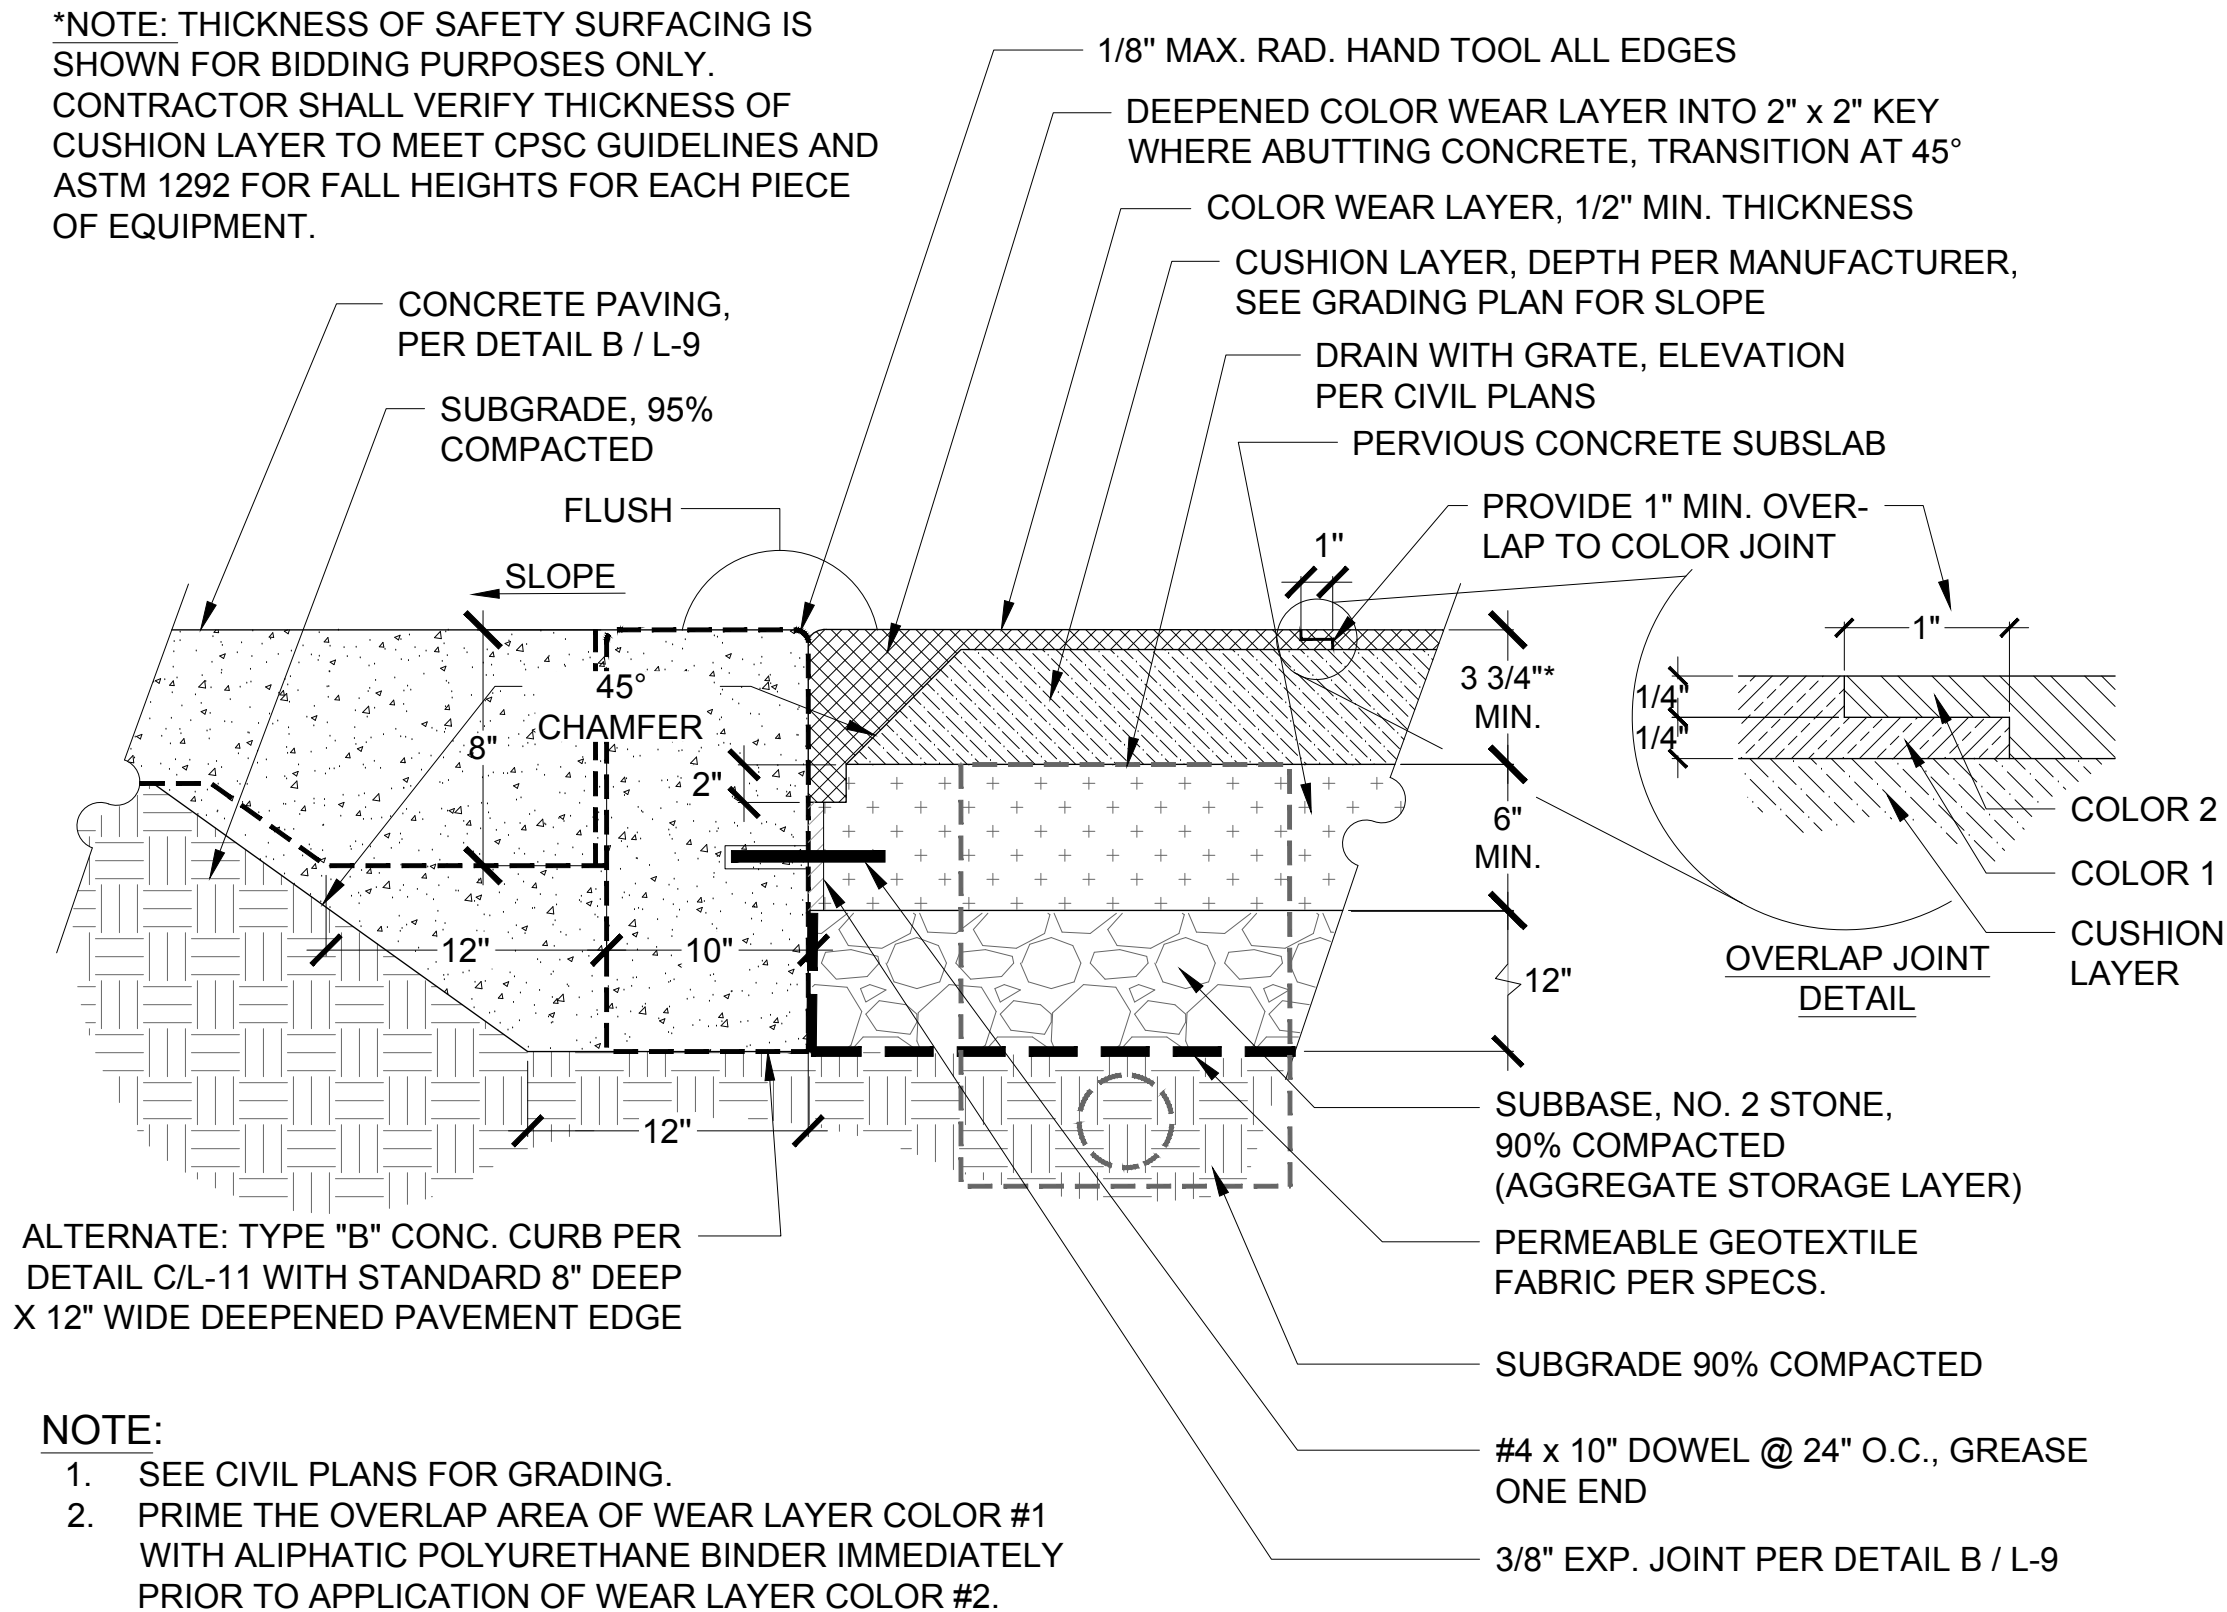 *NOTE: THICKNESS OF SAFETY SURFACING IS
SHOWN FOR BIDDING PURPOSES ONLY.
CONTRACTOR SHALL VERIFY THICKNESS OF
CUSHION LAYER TO MEET CPSC GUIDELINES AND
ASTM 1292 FOR FALL HEIGHTS FOR EACH PIECE
OF EQUIPMENT.
1/8" MAX. RAD. HAND TOOL ALL EDGES
DEEPENED COLOR WEAR LAYER INTO 2" x 2" KEY
WHERE ABUTTING CONCRETE, TRANSITION AT 45°
COLOR WEAR LAYER, 1/2" MIN. THICKNESS
CUSHION LAYER, DEPTH PER MANUFACTURER,
SEE GRADING PLAN FOR SLOPE
CONCRETE PAVING,
PER DETAIL B / L-9
DRAIN WITH GRATE, ELEVATION
PER CIVIL PLANS
SUBGRADE, 95%
COMPACTED
PERVIOUS CONCRETE SUBSLAB
FLUSH
PROVIDE 1" MIN. OVER-
LAP TO COLOR JOINT
1"
SLOPE
1"
45°
CHAMFER
8"
2"
3 3/4"*
MIN.
1/4"
1/4"
6"
MIN.
COLOR 2
COLOR 1
CUSHION
LAYER
12"
10"
12"
OVERLAP JOINT
DETAIL
12"
SUBBASE, NO. 2 STONE,
90% COMPACTED
(AGGREGATE STORAGE LAYER)
ALTERNATE: TYPE "B" CONC. CURB PER
DETAIL C/L-11 WITH STANDARD 8" DEEP
X 12" WIDE DEEPENED PAVEMENT EDGE
PERMEABLE GEOTEXTILE
FABRIC PER SPECS.
SUBGRADE 90% COMPACTED
#4 x 10" DOWEL @ 24" O.C., GREASE
ONE END
3/8" EXP. JOINT PER DETAIL B / L-9
NOTE:
1. SEE CIVIL PLANS FOR GRADING.
2. PRIME THE OVERLAP AREA OF WEAR LAYER COLOR #1
WITH ALIPHATIC POLYURETHANE BINDER IMMEDIATELY
PRIOR TO APPLICATION OF WEAR LAYER COLOR #2.